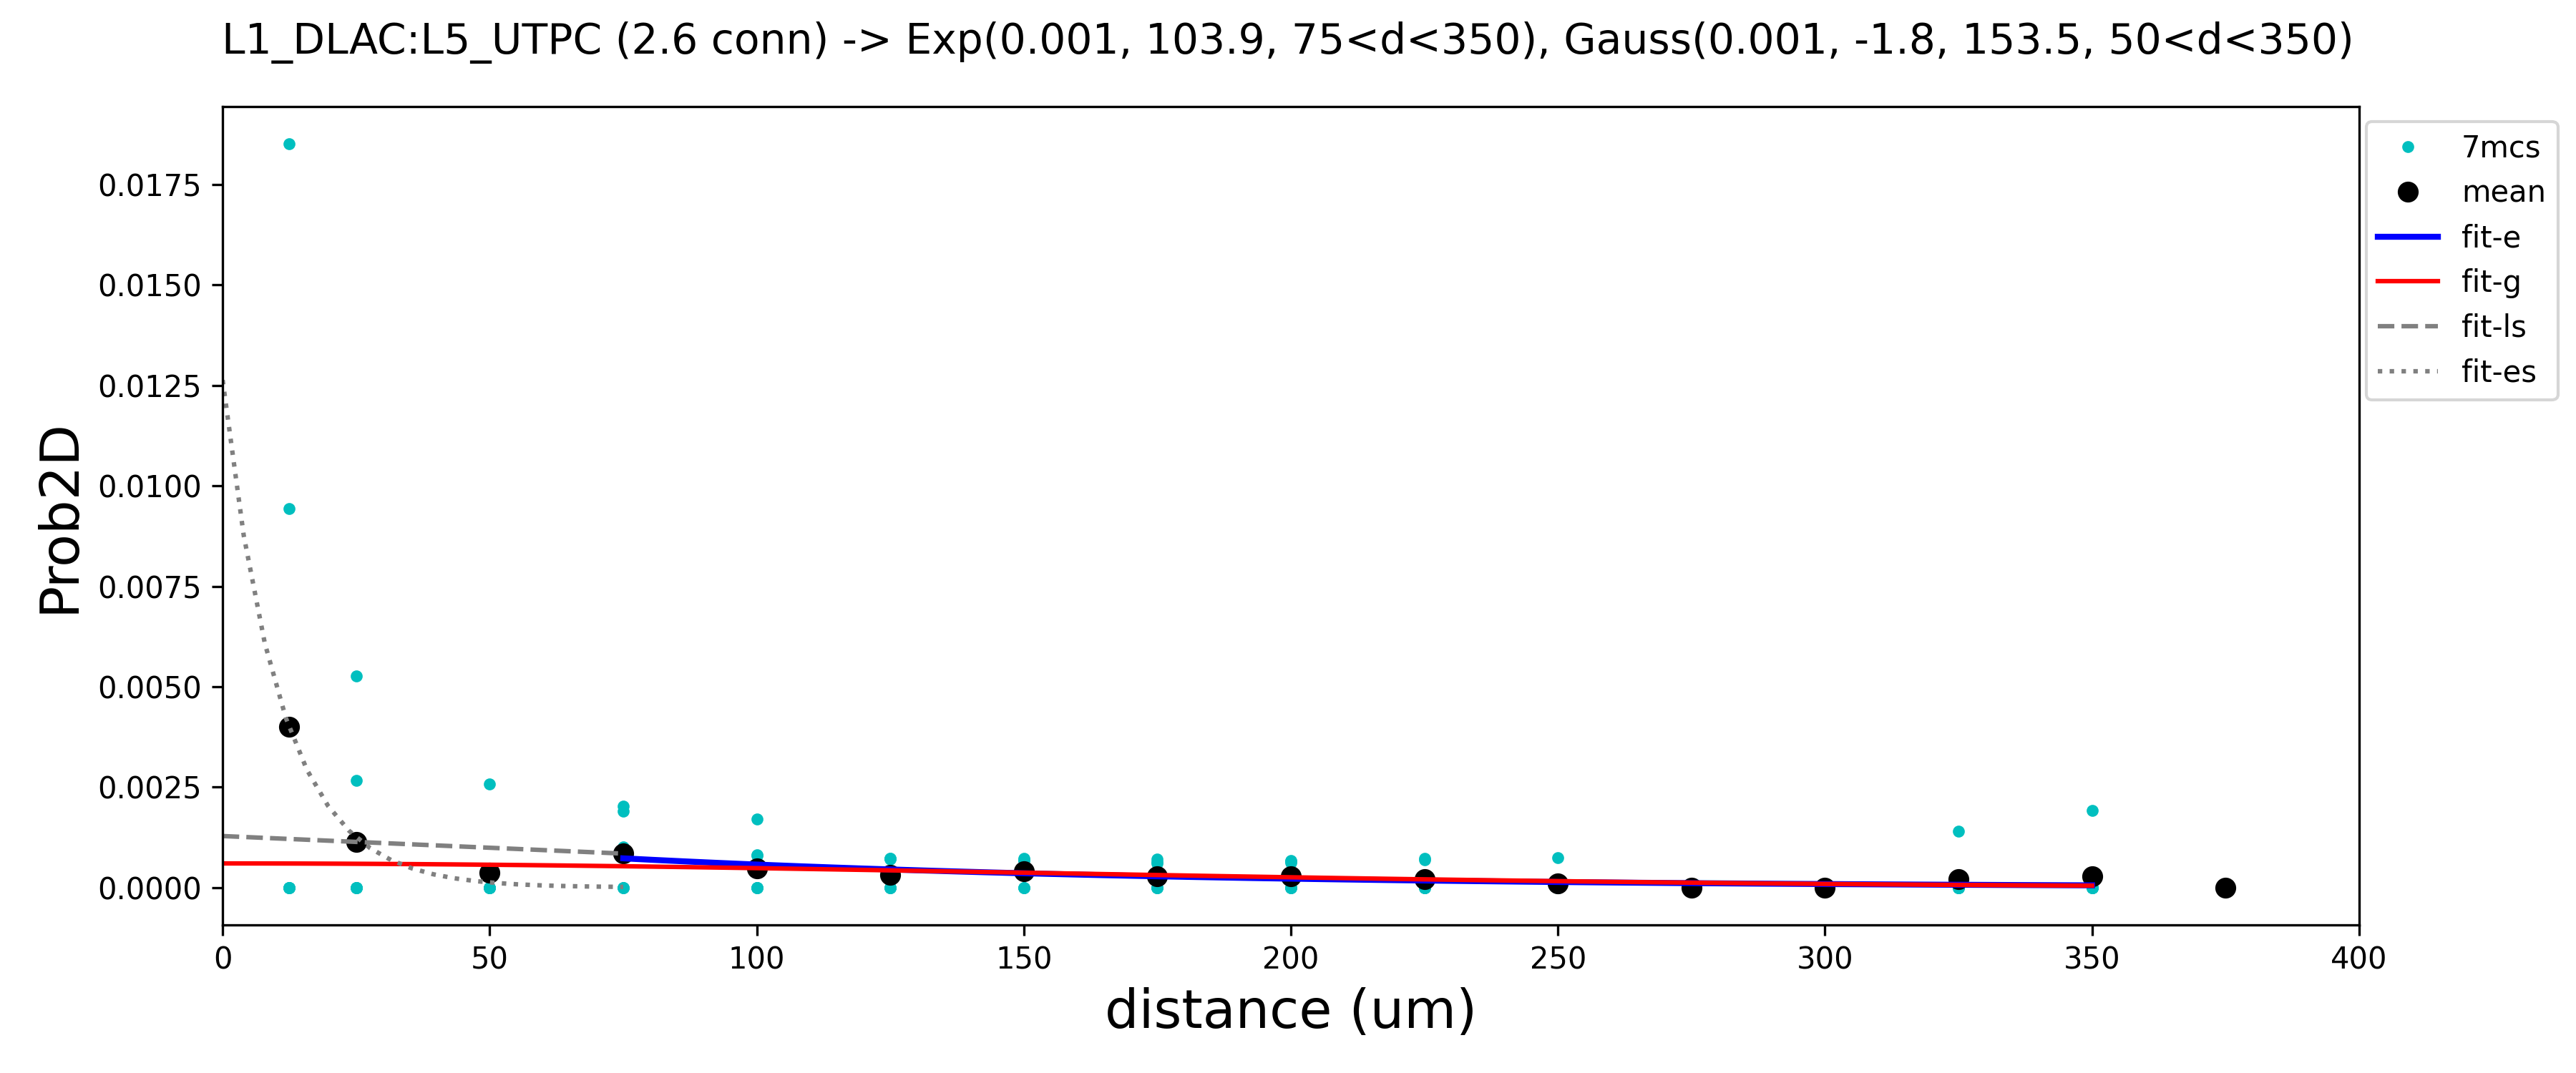 L1_DLAC:L5_UTPC (2.6 conn) -> Exp(0.001, 103.9, 75<d<350), Gauss(0.001, -1.8, 153.5, 50<d<350)
Prob2D
0.0175
0.0150
0.0125
0.0100
0.0075
0.0050
0.0025
0.0000
0 50 100 150 200 250 300 350 400
distance (um)
7mcs
mean
fit-e
fit-g
fit-ls
fit-es